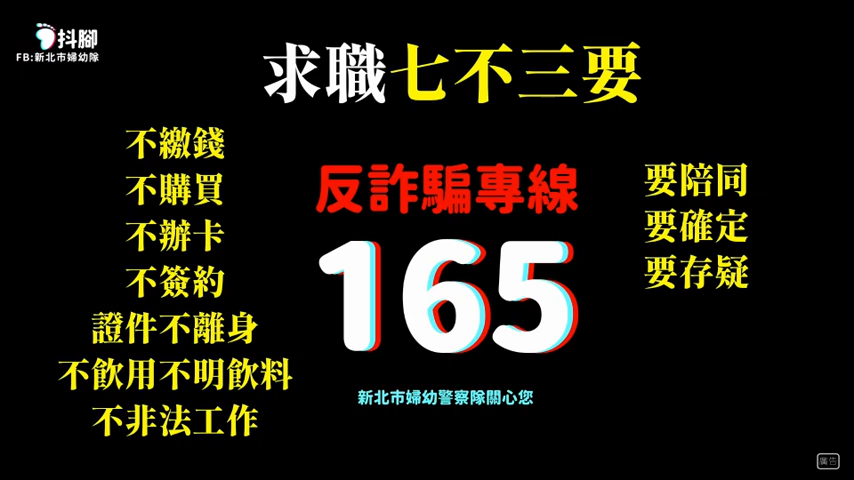 抖腳
FB:新北市婦幼隊
求職七不三要
不繳錢
不購買
不辦卡
不簽約
證件不離身
不飲用不明飲料
不非法工作
反詐騙專線
165
新北市婦幼警察隊關心您
要陪同
要確定
要存疑
廣告